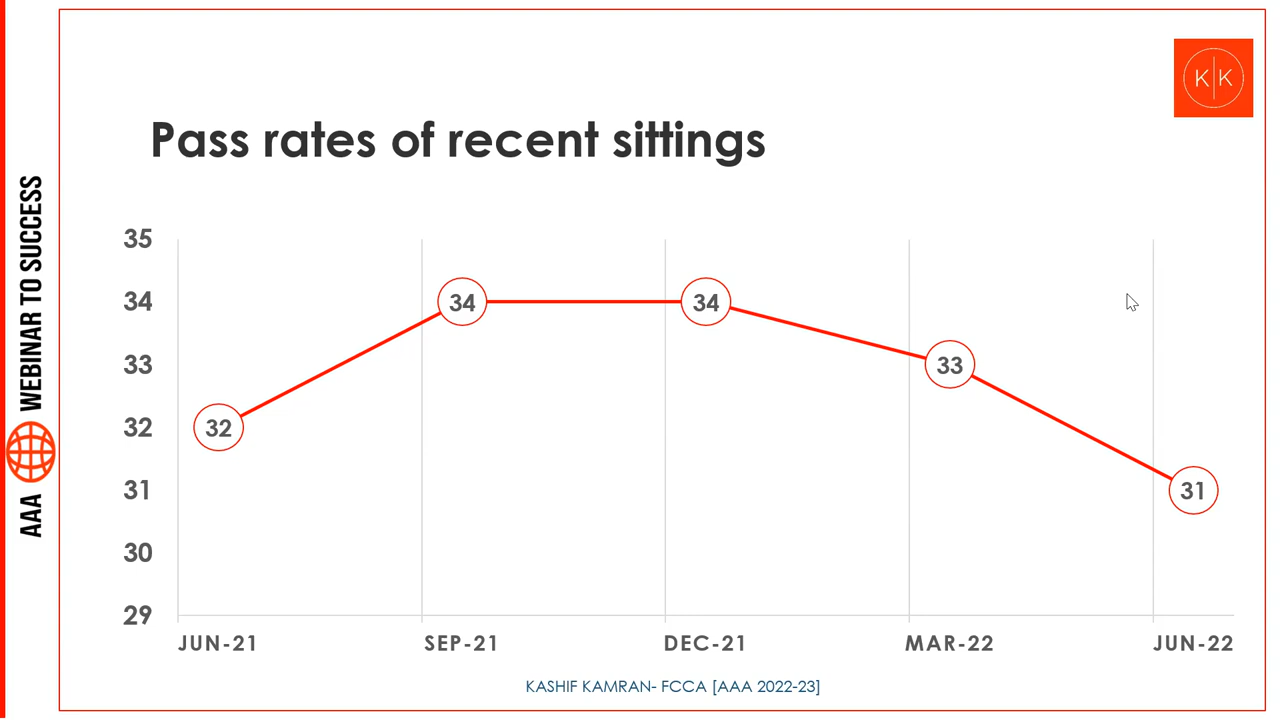 K|K
Pass rates of recent sittings
AAA WEBINAR TO SUCCESS
35
34
33
32
31
30
29
32
34
34
33
31
JUN-21
SEP-21
DEC-21
MAR-22
JUN-22
KASHIF KAMRAN- FCCA [AAA 2022-23]